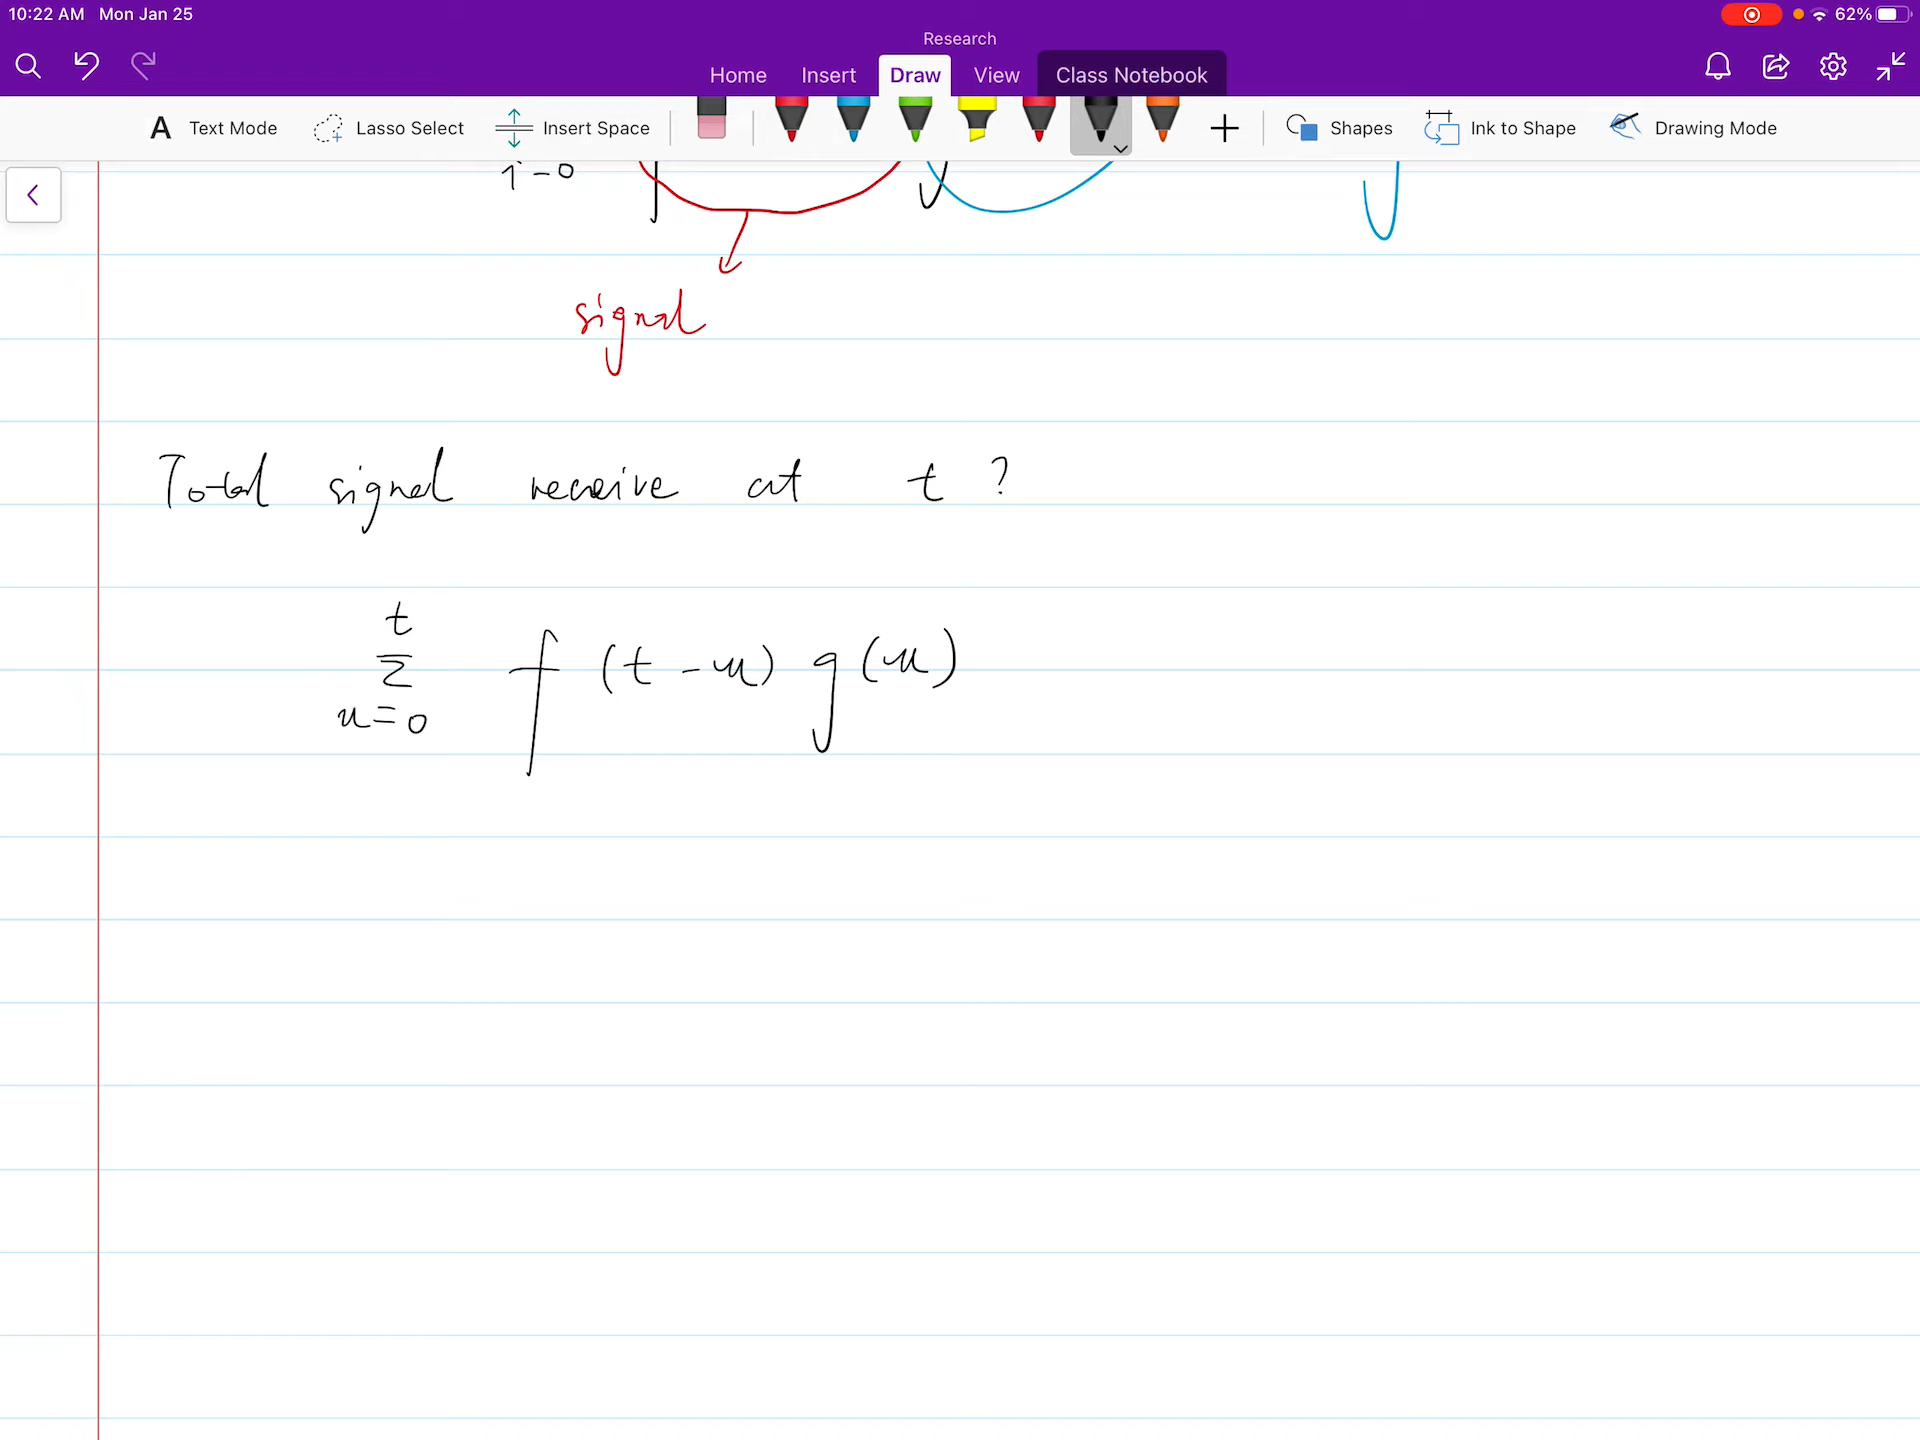 10:22 AM Mon Jan 25
62%
Research
Home Insert Draw View Class Notebook
A Text Mode Lasso Select Insert Space Shapes Ink to Shape Drawing Mode
i=0
signal
Total signal receive at t ?
t
Σ f (t-u) g(u)
u=0